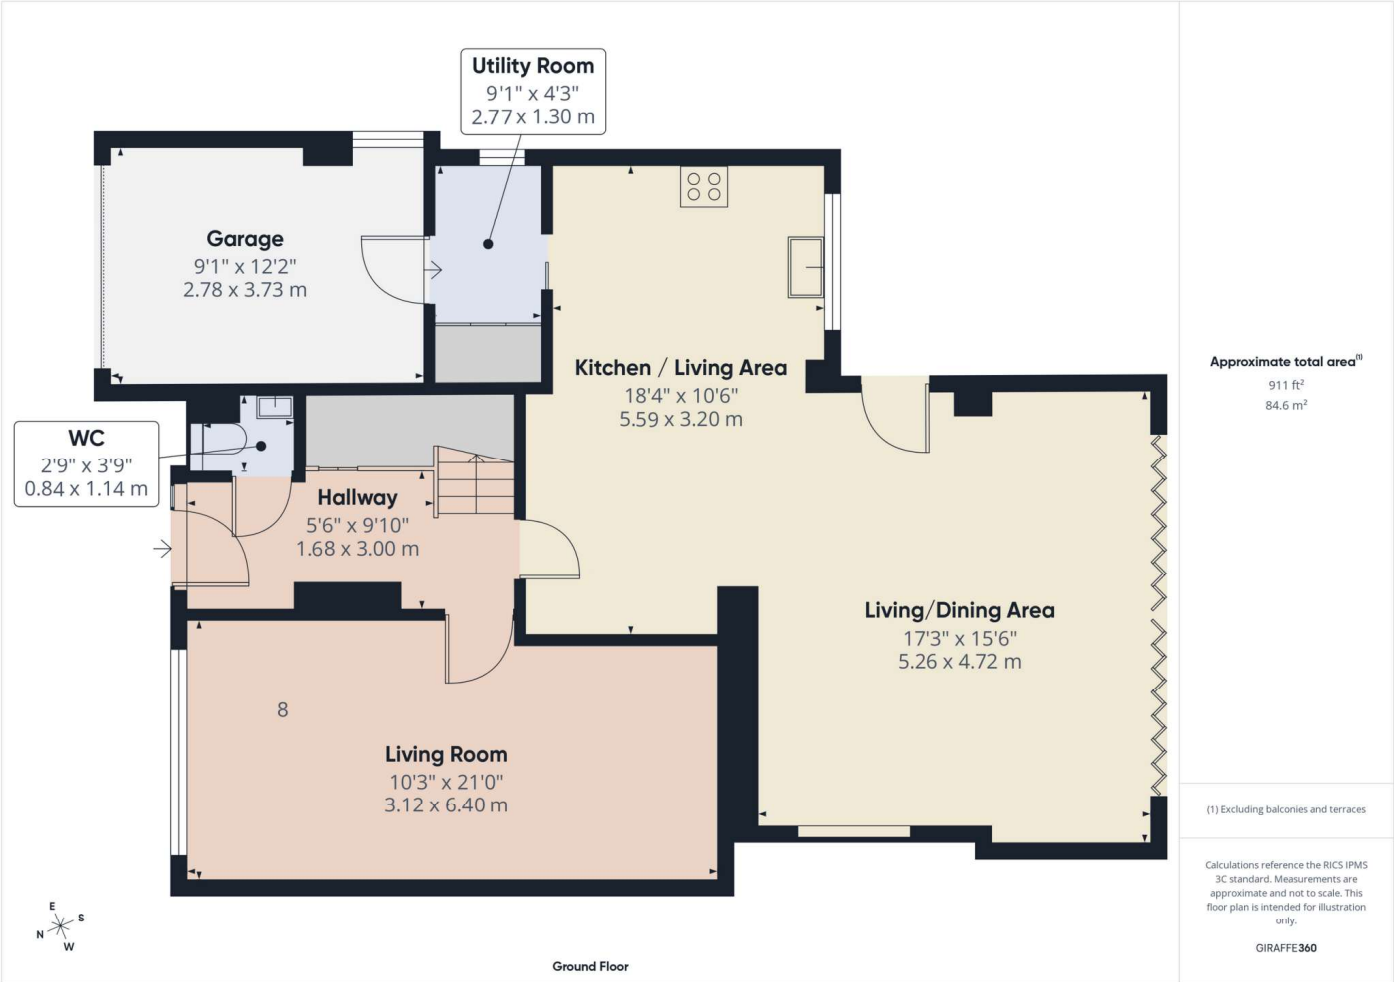 Utility Room
9'1" x 4'3"
2.77 x 1.30 m
Garage
9'1" x 12'2"
2.78 x 3.73 m
Kitchen / Living Area
18'4" x 10'6"
5.59 x 3.20 m
WC
2'9" x 3'9"
0.84 x 1.14 m
Hallway
5'6" x 9'10"
1.68 x 3.00 m
Living/Dining Area
17'3" x 15'6"
5.26 x 4.72 m
8
Living Room
10'3" x 21'0"
3.12 x 6.40 m
E
S
N
W
Ground Floor
Approximate total area(1)
911 ft²
84.6 m²
(1) Excluding balconies and terraces
Calculations reference the RICS IPMS
3C standard. Measurements are
approximate and not to scale. This
floor plan is intended for illustration
only.
GIRAFFE360